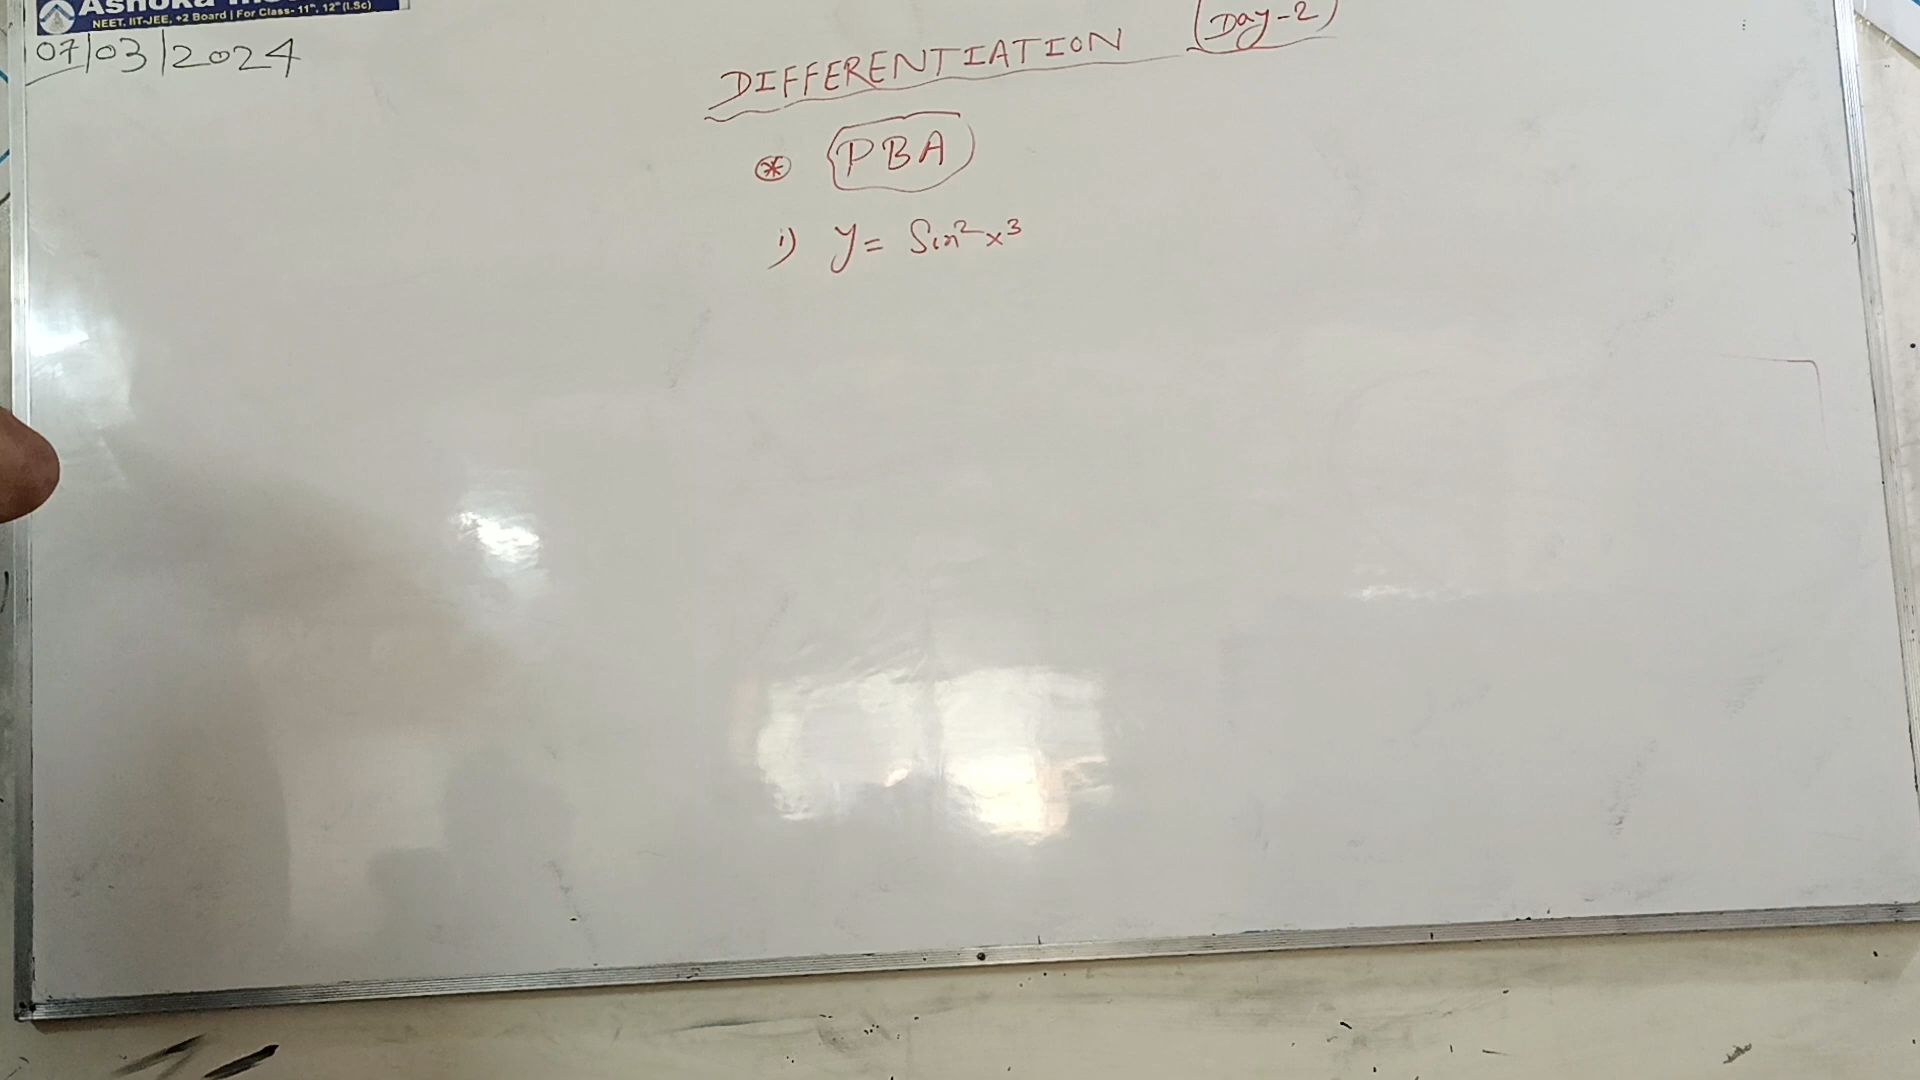 Ashoka
NEET, IIT-JEE, +2 Board | For Class- 11th, 12th (I.Sc)
07/03/2024
DIFFERENTIATION (Day-2)
⊛ PBA
i) y = Sin²x³